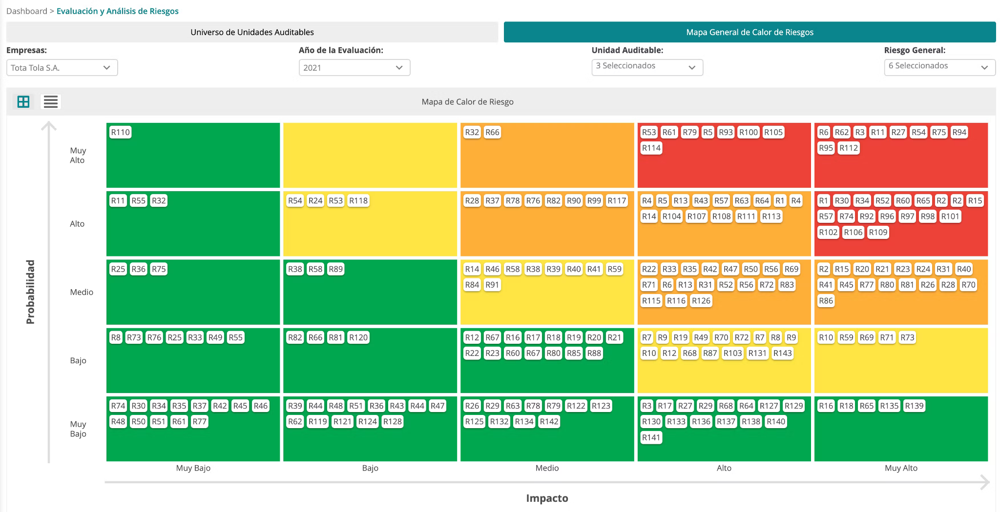 Dashboard > Evaluación y Análisis de Riesgos
Universo de Unidades Auditables
Mapa General de Calor de Riesgos
Empresas:
Tota Tola S.A.
Año de la Evaluación:
2021
Unidad Auditable:
3 Seleccionados
Riesgo General:
6 Seleccionados
Mapa de Calor de Riesgo
Probabilidad
Muy
Alto
R110
R32 R66
R53 R61 R79 R5 R93 R100 R105
R114
R6 R62 R3 R11 R27 R54 R75 R94
R95 R112
Alto
R11 R55 R32
R54 R24 R53 R118
R28 R37 R78 R76 R82 R90 R99 R117
R4 R5 R13 R43 R57 R63 R64 R1 R4
R14 R104 R107 R108 R111 R113
R1 R30 R34 R52 R60 R65 R2 R2 R15
R57 R74 R92 R96 R97 R98 R101
R102 R106 R109
Medio
R25 R36 R75
R38 R58 R89
R14 R46 R58 R38 R39 R40 R41 R59
R84 R91
R22 R33 R35 R42 R47 R50 R56 R69
R71 R6 R13 R31 R52 R56 R72 R83
R115 R116 R126
R2 R15 R20 R21 R23 R24 R31 R40
R41 R45 R77 R80 R81 R26 R28 R70
R86
Bajo
R8 R73 R76 R25 R33 R49 R55
R82 R66 R81 R120
R12 R67 R16 R17 R18 R19 R20 R21
R22 R23 R60 R67 R80 R85 R88
R7 R9 R19 R49 R70 R72 R7 R8 R9
R10 R12 R68 R87 R103 R131 R143
R10 R59 R69 R71 R73
Muy
Bajo
R74 R30 R34 R35 R37 R42 R45 R46
R48 R50 R51 R61 R77
R39 R44 R48 R51 R36 R43 R44 R47
R62 R119 R121 R124 R128
R26 R29 R63 R78 R79 R122 R123
R125 R132 R134 R142
R3 R17 R27 R29 R68 R64 R127 R129
R130 R133 R136 R137 R138 R140
R141
R16 R18 R65 R135 R139
Muy Bajo
Bajo
Medio
Alto
Muy Alto
Impacto